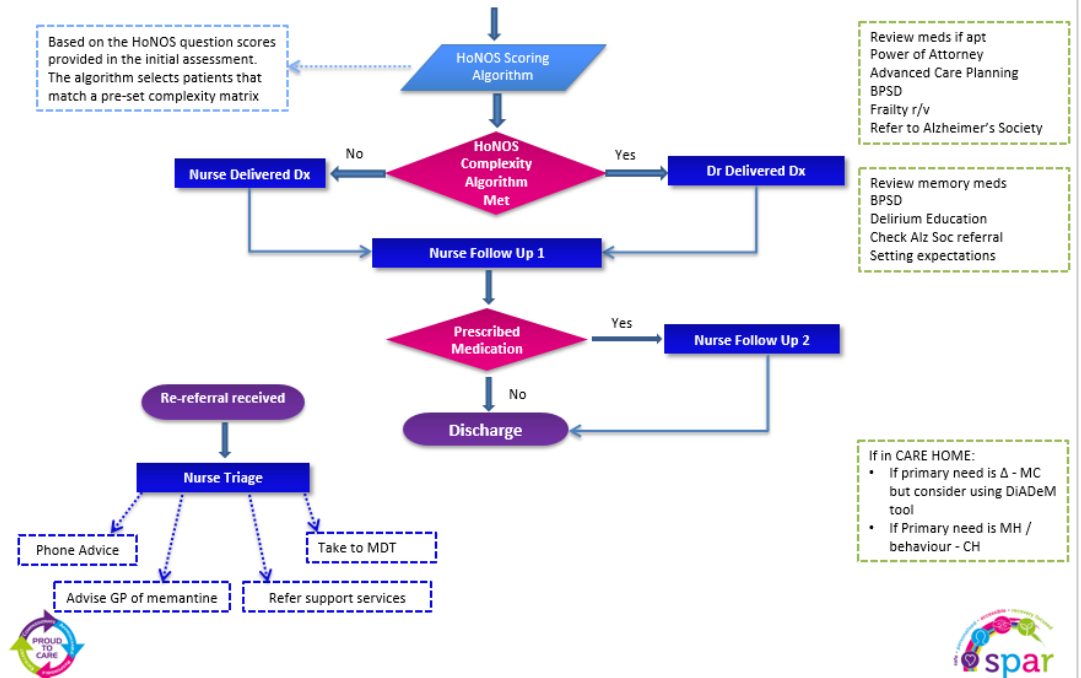 Based on the HoNOS question scores
provided in the initial assessment.
The algorithm selects patients that
match a pre-set complexity matrix
HoNOS Scoring
Algorithm
Review meds if apt
Power of Attorney
Advanced Care Planning
BPSD
Frailty r/v
Refer to Alzheimer's Society
No
HoNOS
Complexity
Algorithm
Met
Yes
Nurse Delivered Dx
Dr Delivered Dx
Review memory meds
BPSD
Delirium Education
Check Alz Soc referral
Setting expectations
Nurse Follow Up 1
Prescribed
Medication
Yes
Nurse Follow Up 2
No
Discharge
Re-referral received
Nurse Triage
Phone Advice
Take to MDT
Advise GP of memantine
Refer support services
If in CARE HOME:
• If primary need is Δ - MC
but consider using DiADeM
tool
• If Primary need is MH /
behaviour - CH
PROUD
TO
CARE
safe • personalised • accessible • recovery focused
spar